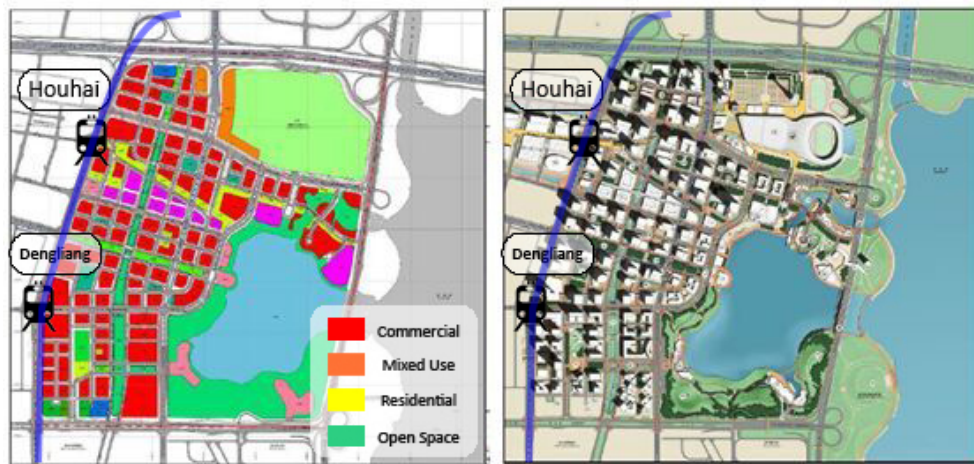 Houhai
Dengliang
Commercial
Mixed Use
Residential
Open Space
Houhai
Dengliang